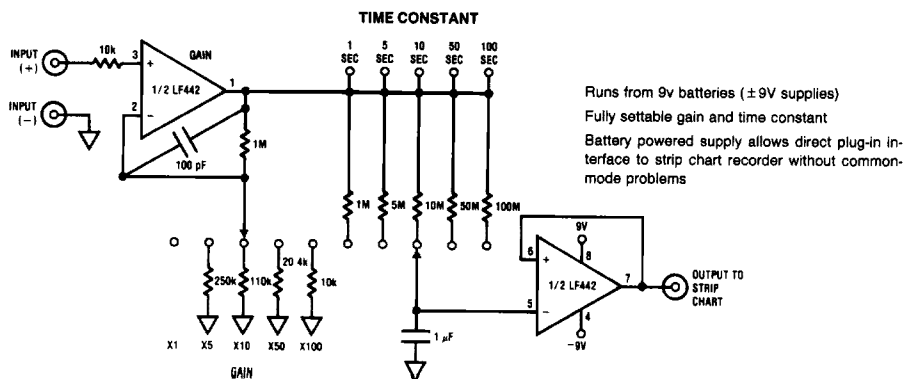 TIME CONSTANT
1 SEC
5 SEC
10 SEC
50 SEC
100 SEC
INPUT (+)
10k
3
+
GAIN
1/2 LF442
1
2
−
INPUT (−)
100 pF
1M
1M
5M
10M
50M
100M
Runs from 9v batteries (±9V supplies)
Fully settable gain and time constant
Battery powered supply allows direct plug-in in-
terface to strip chart recorder without common-
mode problems
250k
110k
20 4k
10k
X1
X5
X10
X50
X100
GAIN
1 µF
6
+
9V
8
1/2 LF442
7
5
−
4
−9V
OUTPUT TO
STRIP
CHART